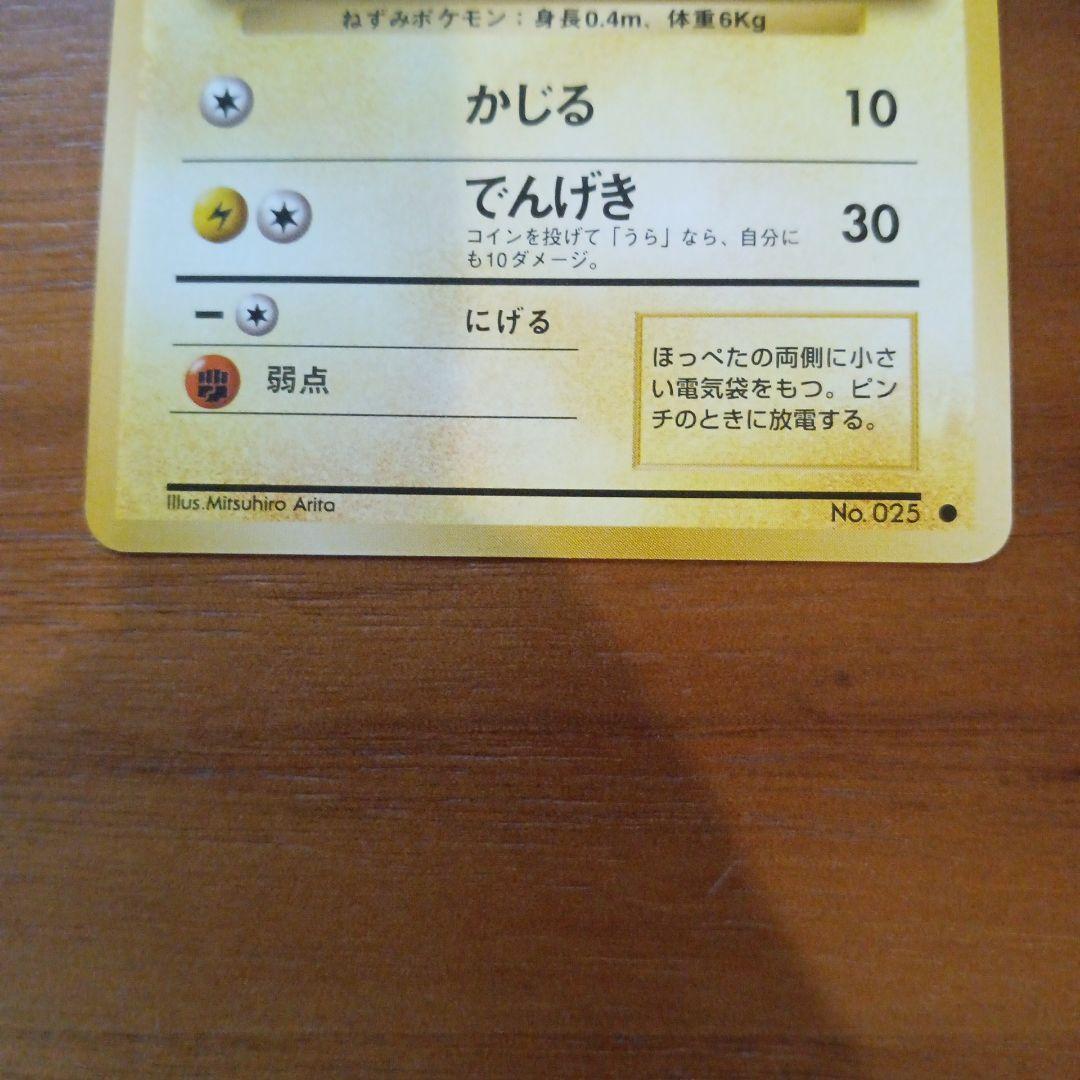 ねずみポケモン：身長0.4m、体重6Kg
かじる 10
でんげき 30
コインを投げて「うら」なら、自分に
も10ダメージ。
にげる
弱点
ほっぺたの両側に小さ
い電気袋をもつ。ピン
チのときに放電する。
Illus.Mitsuhiro Arita
No. 025 ●